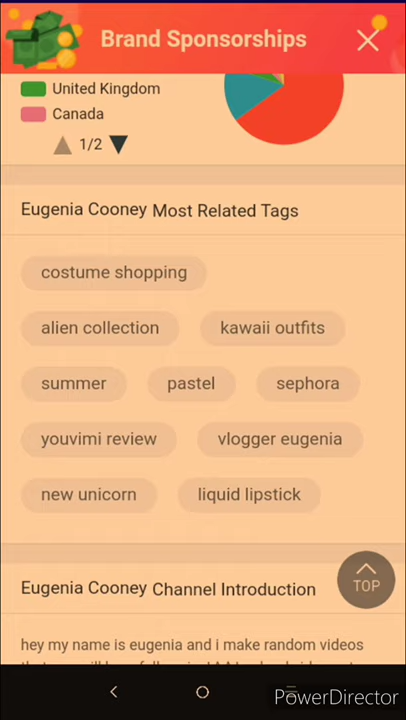 Brand Sponsorships
United Kingdom
Canada
1/2
Eugenia Cooney Most Related Tags
costume shopping
alien collection kawaii outfits
summer pastel sephora
youvimi review vlogger eugenia
new unicorn liquid lipstick
TOP
Eugenia Cooney Channel Introduction
hey my name is eugenia and i make random videos
PowerDirector